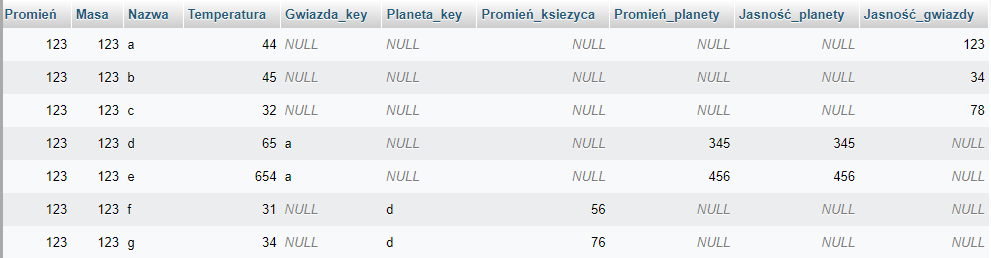 Promień Masa Nazwa Temperatura Gwiazda_key Planeta_key Promień_ksiezyca Promień_planety Jasność_planety Jasność_gwiazdy
123 123 a 44 NULL NULL NULL NULL NULL 123
123 123 b 45 NULL NULL NULL NULL NULL 34
123 123 c 32 NULL NULL NULL NULL NULL 78
123 123 d 65 a NULL NULL 345 345 NULL
123 123 e 654 a NULL NULL 456 456 NULL
123 123 f 31 NULL d 56 NULL NULL NULL
123 123 g 34 NULL d 76 NULL NULL NULL